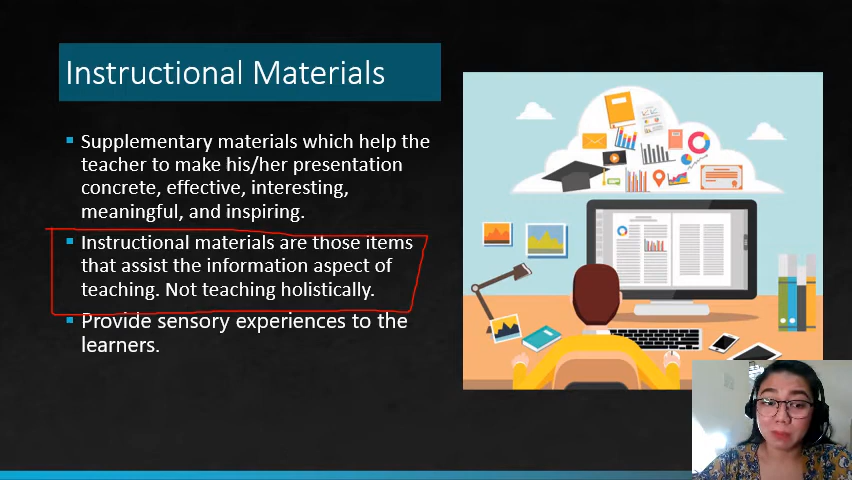 Instructional Materials
Supplementary materials which help the
teacher to make his/her presentation
concrete, effective, interesting,
meaningful, and inspiring.
Instructional materials are those items
that assist the information aspect of
teaching. Not teaching holistically.
Provide sensory experiences to the
learners.